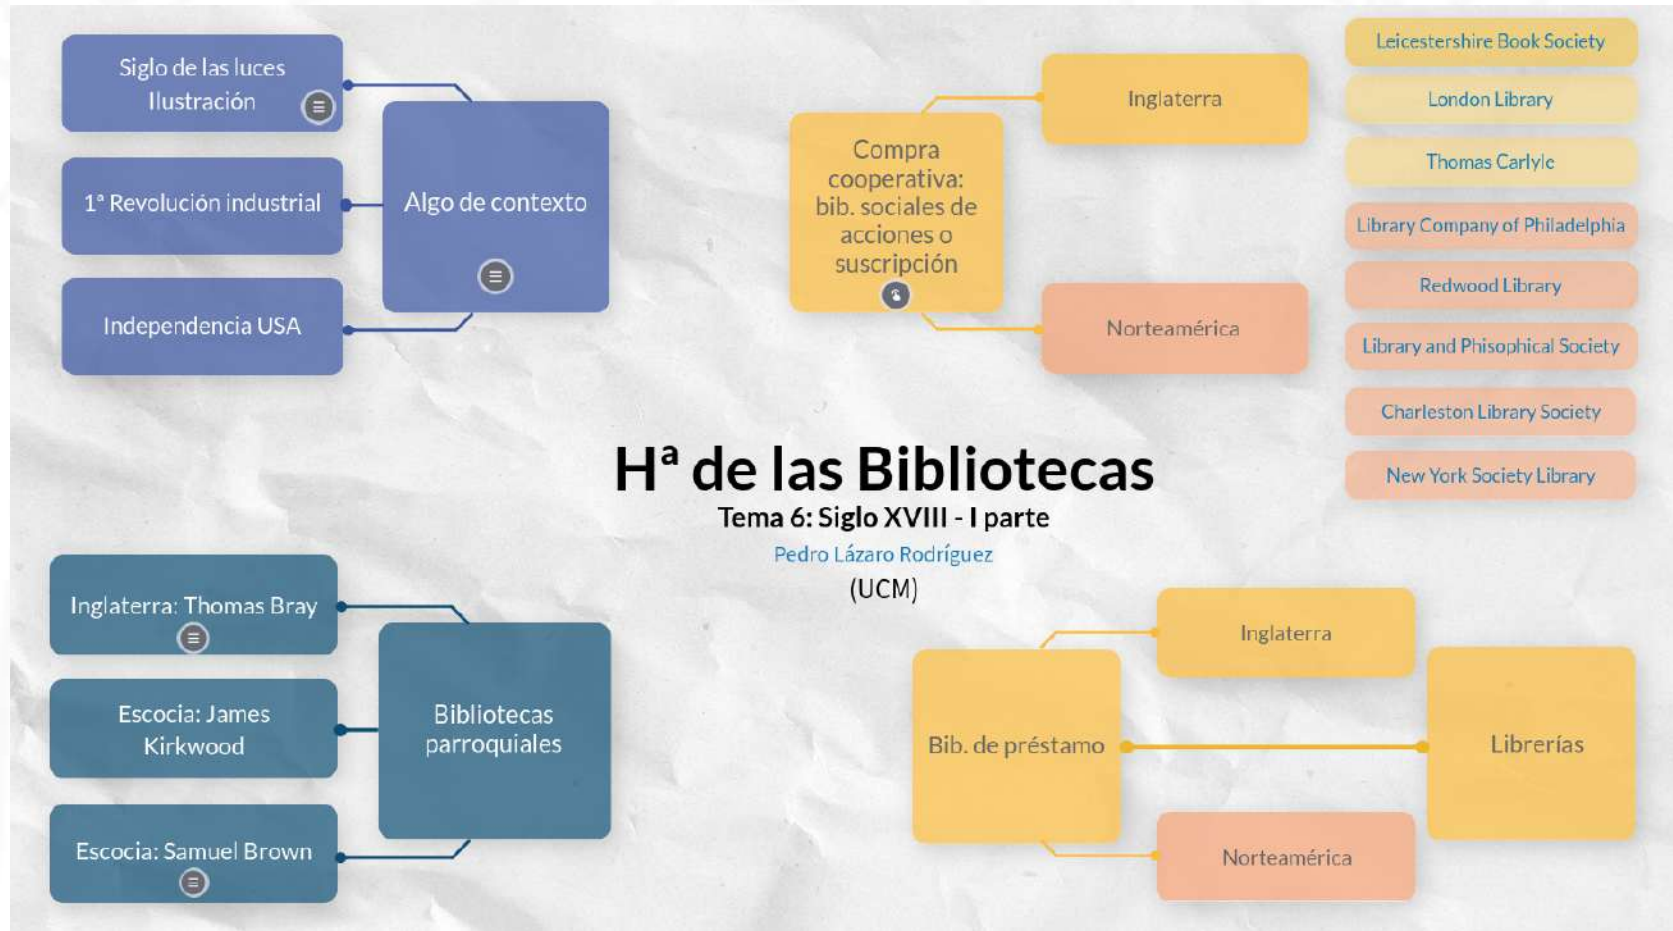 Siglo de las luces
Ilustración
1ª Revolución industrial
Independencia USA
Algo de contexto
Compra
cooperativa:
bib. sociales de
acciones o
suscripción
Inglaterra
Norteamérica
Leicestershire Book Society
London Library
Thomas Carlyle
Library Company of Philadelphia
Redwood Library
Library and Phisophical Society
Charleston Library Society
New York Society Library
Hª de las Bibliotecas
Tema 6: Siglo XVIII - I parte
Pedro Lázaro Rodríguez
(UCM)
Inglaterra: Thomas Bray
Escocia: James
Kirkwood
Escocia: Samuel Brown
Bibliotecas
parroquiales
Bib. de préstamo
Inglaterra
Norteamérica
Librerías